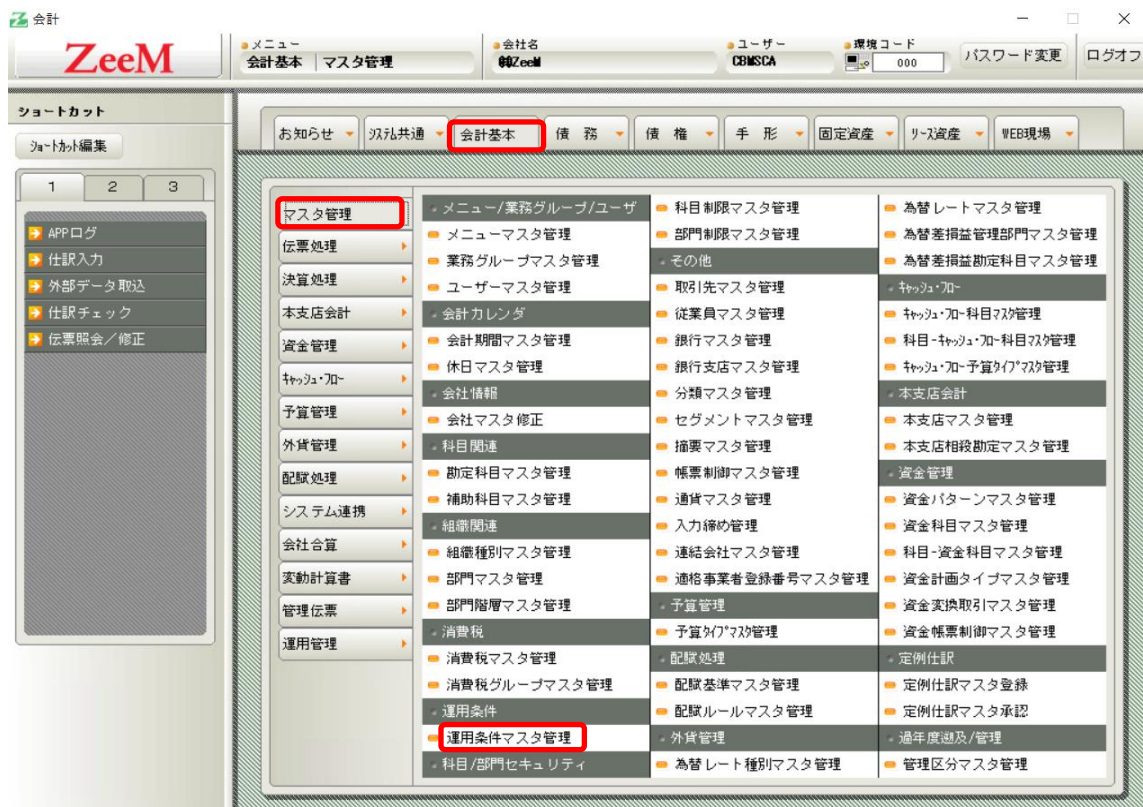 会計
ZeeM
メニュー
会計基本 マスタ管理
会社名
㈱ZeeM
ユーザー
CBMSCA
環境コード
000
パスワード変更
ログオフ
ショートカット
ショートカット編集
1 2 3
APPログ
仕訳入力
外部データ取込
仕訳チェック
伝票照会／修正
お知らせ システム共通 会計基本 債 務 債 権 手 形 固定資産 リース資産 WEB現場
マスタ管理
伝票処理
決算処理
本支店会計
資金管理
ｷｬｯｼｭ･ﾌﾛｰ
予算管理
外貨管理
配賦処理
システム連携
会社合算
変動計算書
管理伝票
運用管理
メニュー/業務グループ/ユーザ
メニューマスタ管理
業務グループマスタ管理
ユーザーマスタ管理
会計カレンダ
会計期間マスタ管理
休日マスタ管理
会社情報
会社マスタ修正
科目関連
勘定科目マスタ管理
補助科目マスタ管理
組織関連
組織種別マスタ管理
部門マスタ管理
部門階層マスタ管理
消費税
消費税マスタ管理
消費税グループマスタ管理
運用条件
運用条件マスタ管理
科目/部門セキュリティ
科目制限マスタ管理
部門制限マスタ管理
その他
取引先マスタ管理
従業員マスタ管理
銀行マスタ管理
銀行支店マスタ管理
分類マスタ管理
セグメントマスタ管理
摘要マスタ管理
帳票制御マスタ管理
通貨マスタ管理
入力締め管理
連結会社マスタ管理
適格事業者登録番号マスタ管理
予算管理
予算ﾀｲﾌﾟﾏｽﾀ管理
配賦処理
配賦基準マスタ管理
配賦ルールマスタ管理
外貨管理
為替レート種別マスタ管理
為替レートマスタ管理
為替差損益管理部門マスタ管理
為替差損益勘定科目マスタ管理
ｷｬｯｼｭ･ﾌﾛｰ
ｷｬｯｼｭ･ﾌﾛｰ科目ﾏｽﾀ管理
科目-ｷｬｯｼｭ･ﾌﾛｰ科目ﾏｽﾀ管理
ｷｬｯｼｭ･ﾌﾛｰ予算ﾀｲﾌﾟﾏｽﾀ管理
本支店会計
本支店マスタ管理
本支店相殺勘定マスタ管理
資金管理
資金パターンマスタ管理
資金科目マスタ管理
科目-資金科目マスタ管理
資金計画タイプマスタ管理
資金変換取引マスタ管理
資金帳票制御マスタ管理
定例仕訳
定例仕訳マスタ登録
定例仕訳マスタ承認
過年度遡及/管理
管理区分マスタ管理